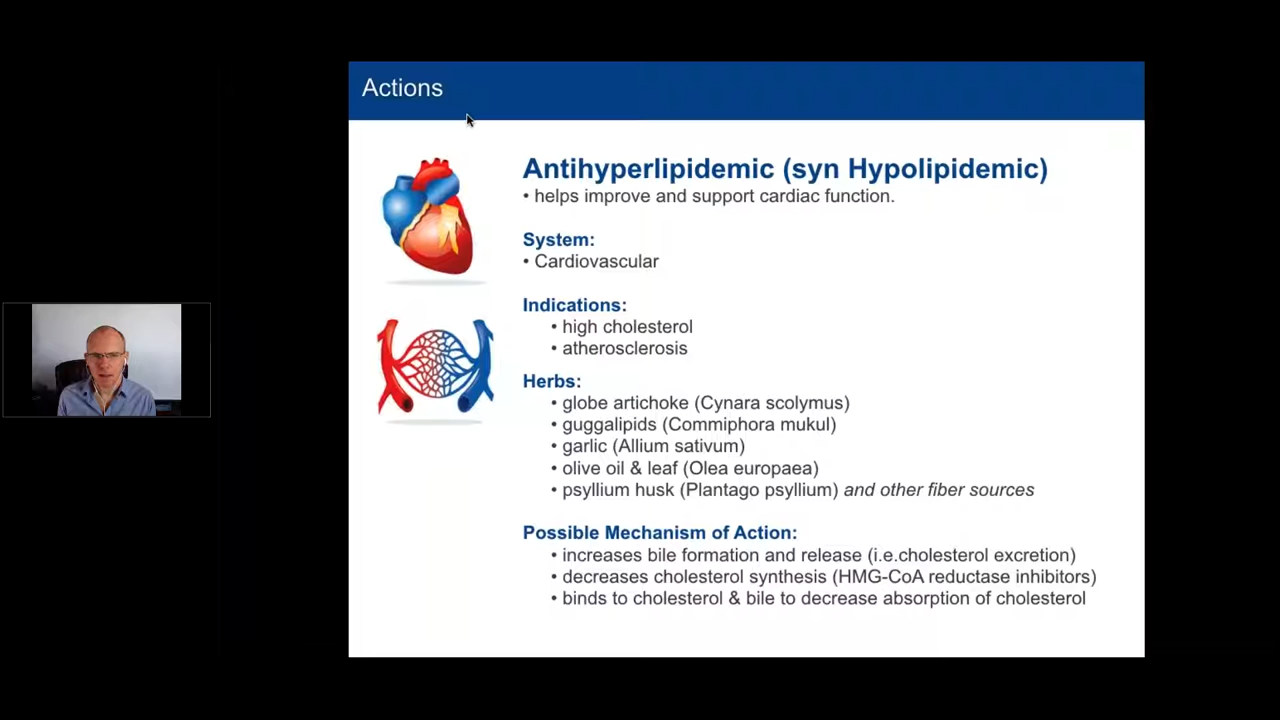 Actions
Antihyperlipidemic (syn Hypolipidemic)
• helps improve and support cardiac function.
System:
• Cardiovascular
Indications:
• high cholesterol
• atherosclerosis
Herbs:
• globe artichoke (Cynara scolymus)
• guggalipids (Commiphora mukul)
• garlic (Allium sativum)
• olive oil & leaf (Olea europaea)
• psyllium husk (Plantago psyllium) and other fiber sources
Possible Mechanism of Action:
• increases bile formation and release (i.e.cholesterol excretion)
• decreases cholesterol synthesis (HMG-CoA reductase inhibitors)
• binds to cholesterol & bile to decrease absorption of cholesterol